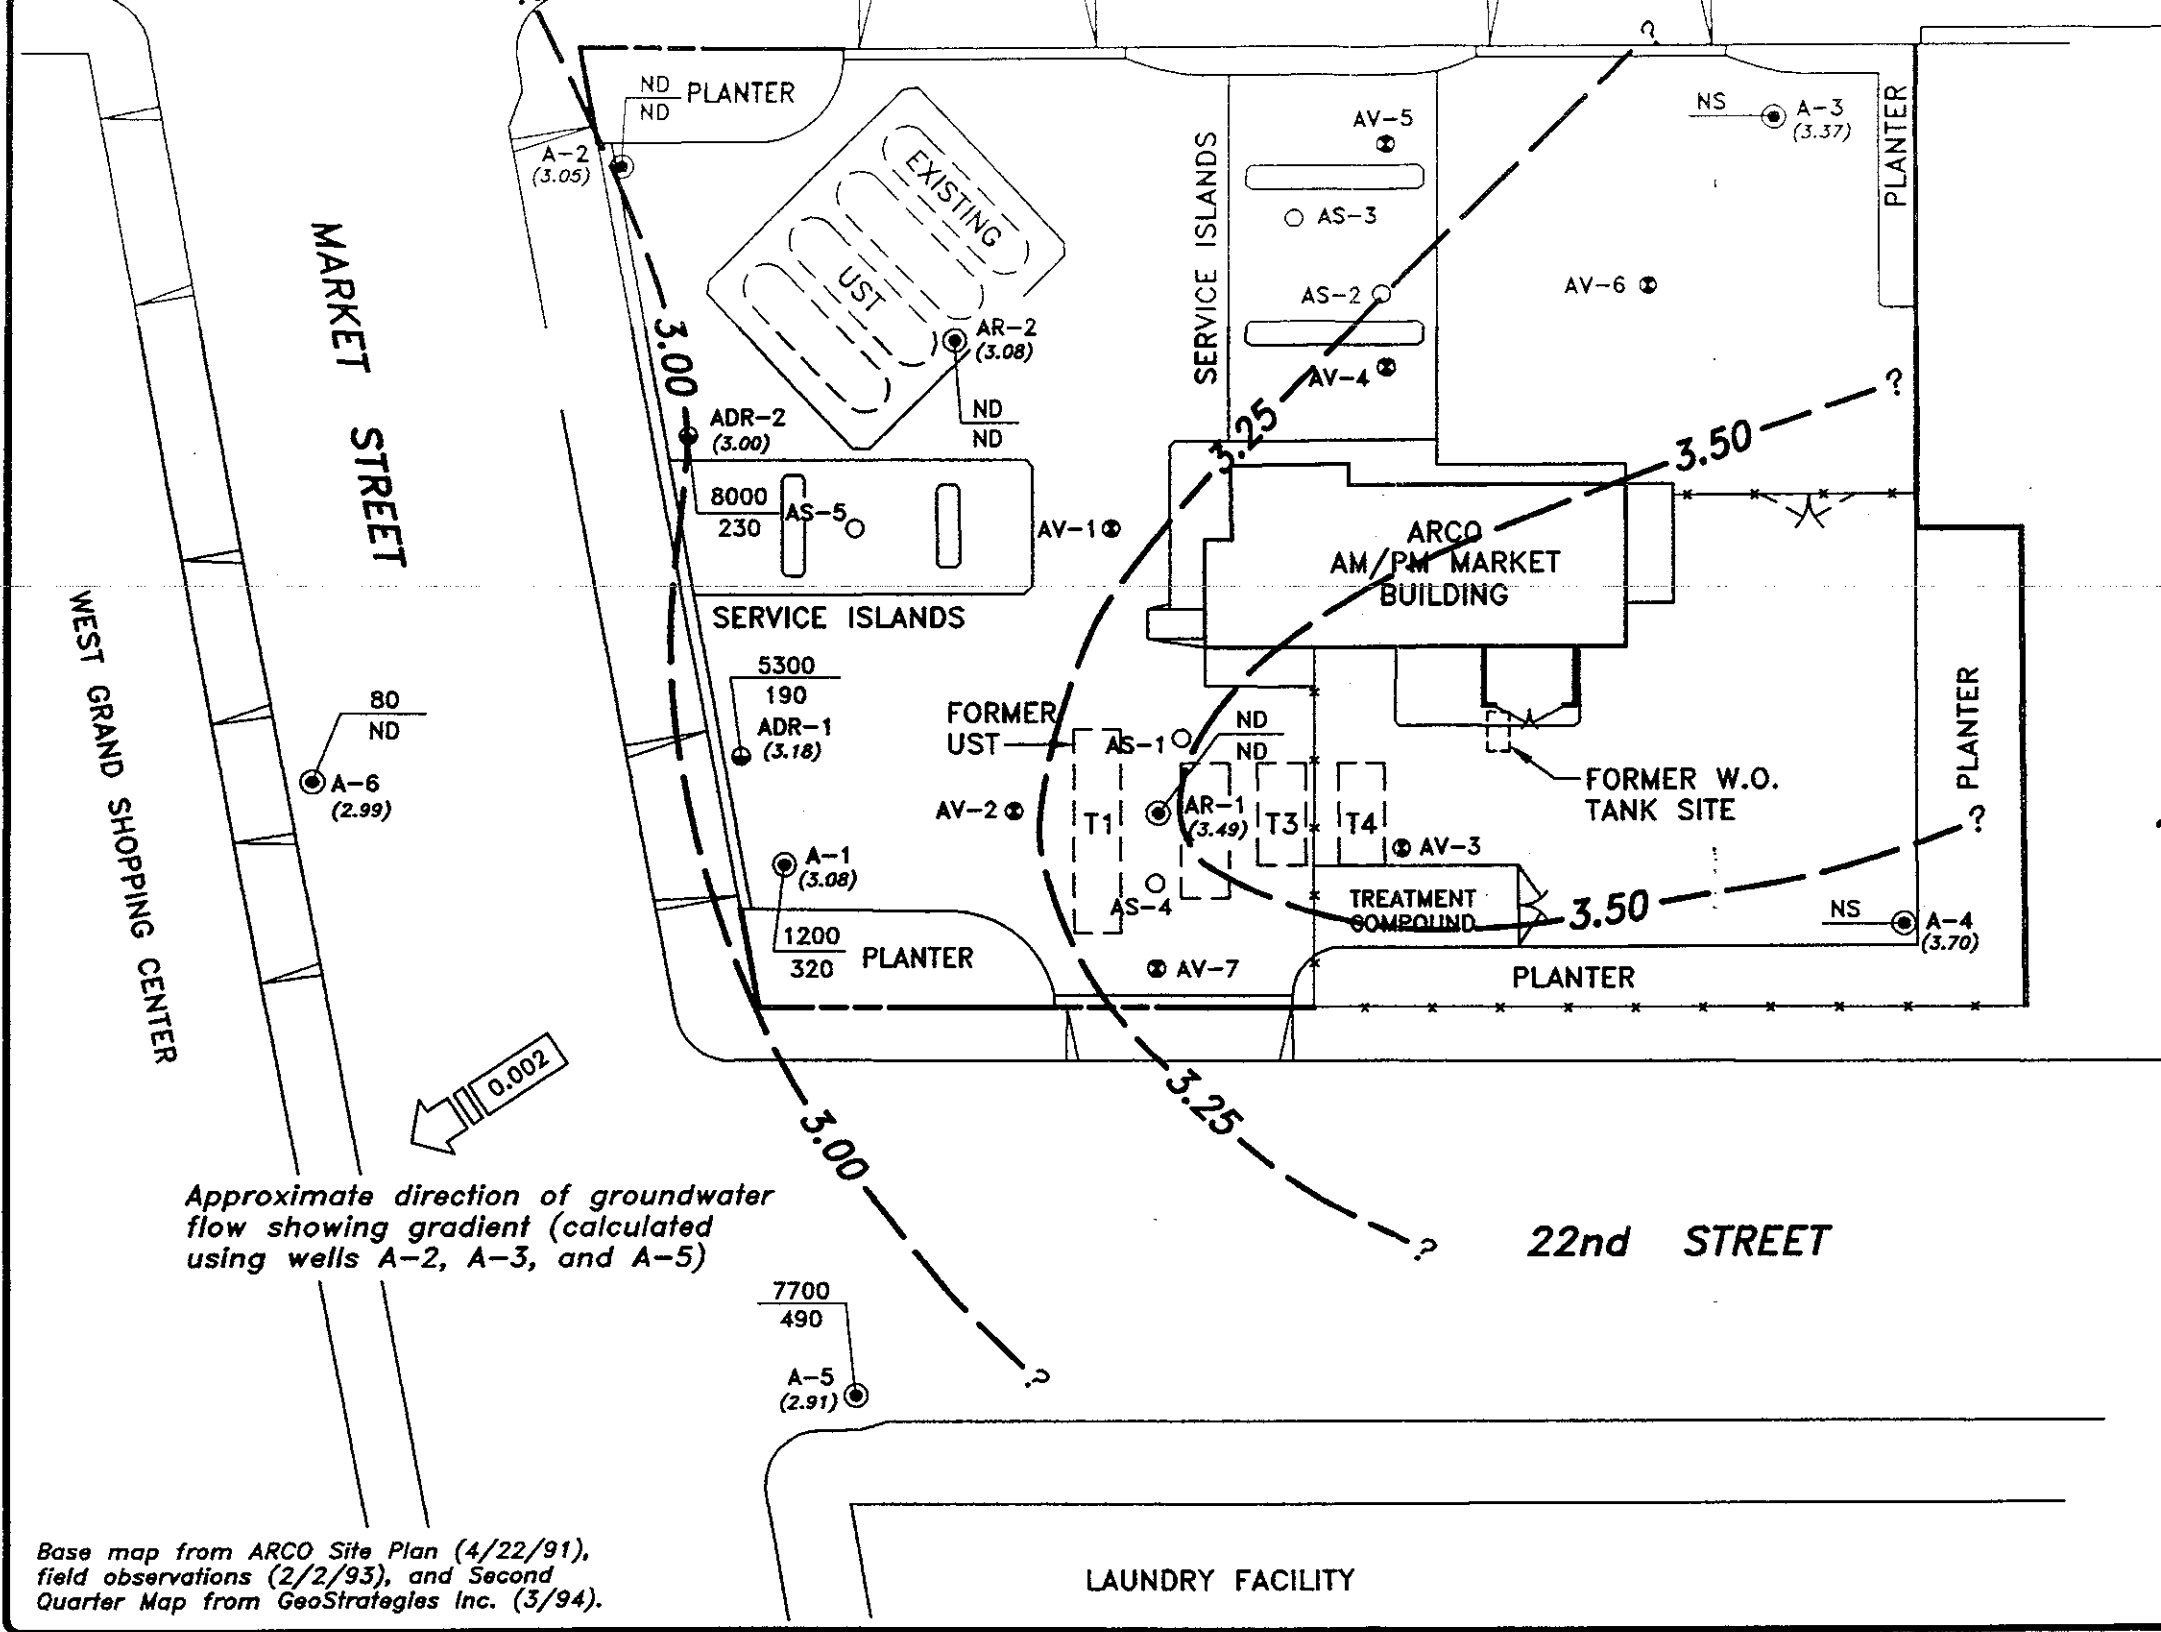 ?
ND
ND
PLANTER
A-2
(3.05)
EXISTING
UST
AR-2
(3.08)
ND
ND
SERVICE ISLANDS
AV-5
AS-3
AS-2
AV-4
?
NS
A-3
(3.37)
PLANTER
AV-6
MARKET STREET
3.00
ADR-2
(3.00)
8000
230
AS-5
AV-1
SERVICE ISLANDS
3.25
3.50
?
ARCO
AM/PM MARKET
BUILDING
WEST GRAND SHOPPING CENTER
80
ND
A-6
(2.99)
5300
190
ADR-1
(3.18)
FORMER
UST
AS-1
ND
ND
AV-2
T1
AR-1
(3.49)
T3
T4
AV-3
FORMER W.O.
TANK SITE
PLANTER
?
A-1
(3.08)
1200
320
PLANTER
AS-4
AV-7
TREATMENT
COMPOUND
3.50
NS
A-4
(3.70)
PLANTER
0.002
3.00
3.25
?
Approximate direction of groundwater
flow showing gradient (calculated
using wells A-2, A-3, and A-5)
22nd STREET
7700
490
A-5
(2.91)
?
Base map from ARCO Site Plan (4/22/91),
field observations (2/2/93), and Second
Quarter Map from GeoStrategies Inc. (3/94).
LAUNDRY FACILITY